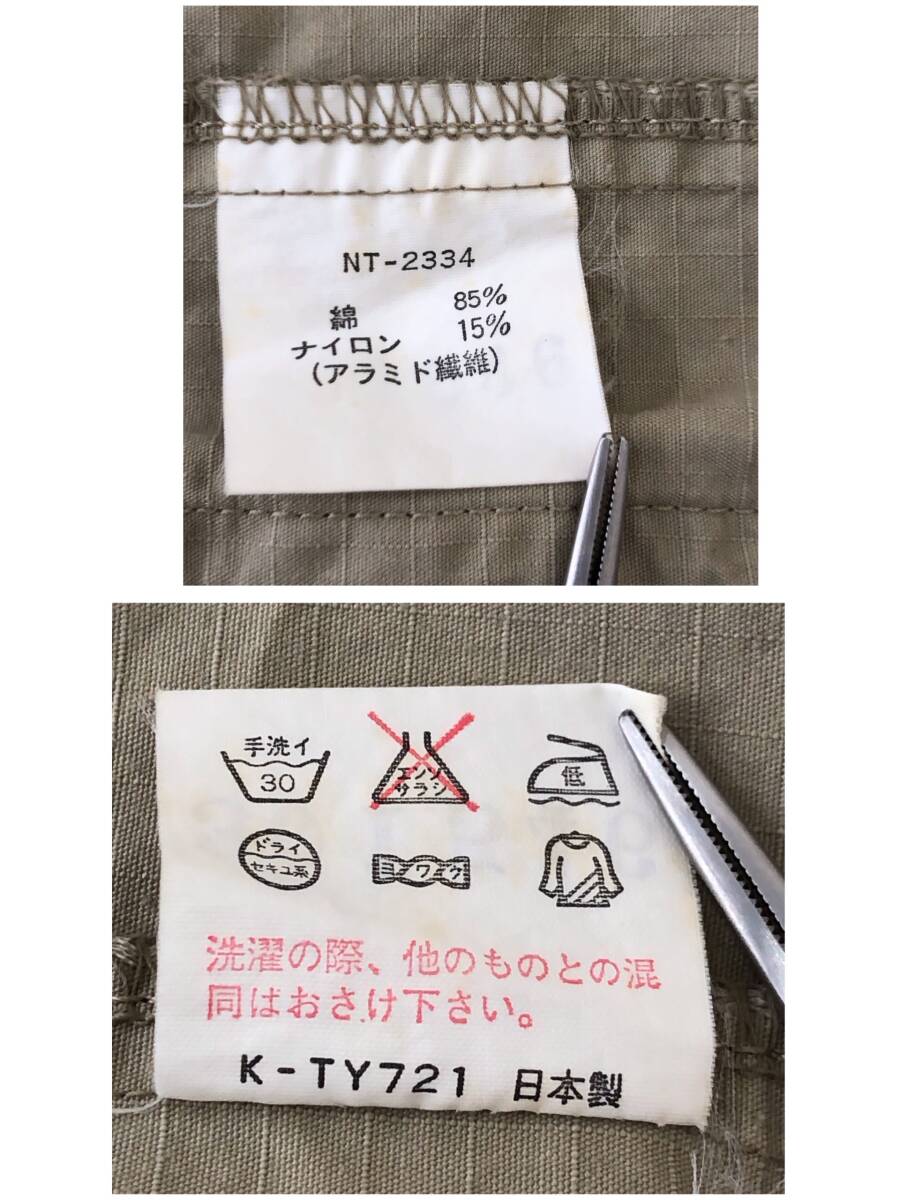 NT-2334
綿 85%
ナイロン 15%
(アラミド繊維)
手洗イ
30
エンソ
サラシ
低
ドライ
セキユ系
ヨワク
洗濯の際、他のものとの混
同はおさけ下さい。
K-TY721 日本製